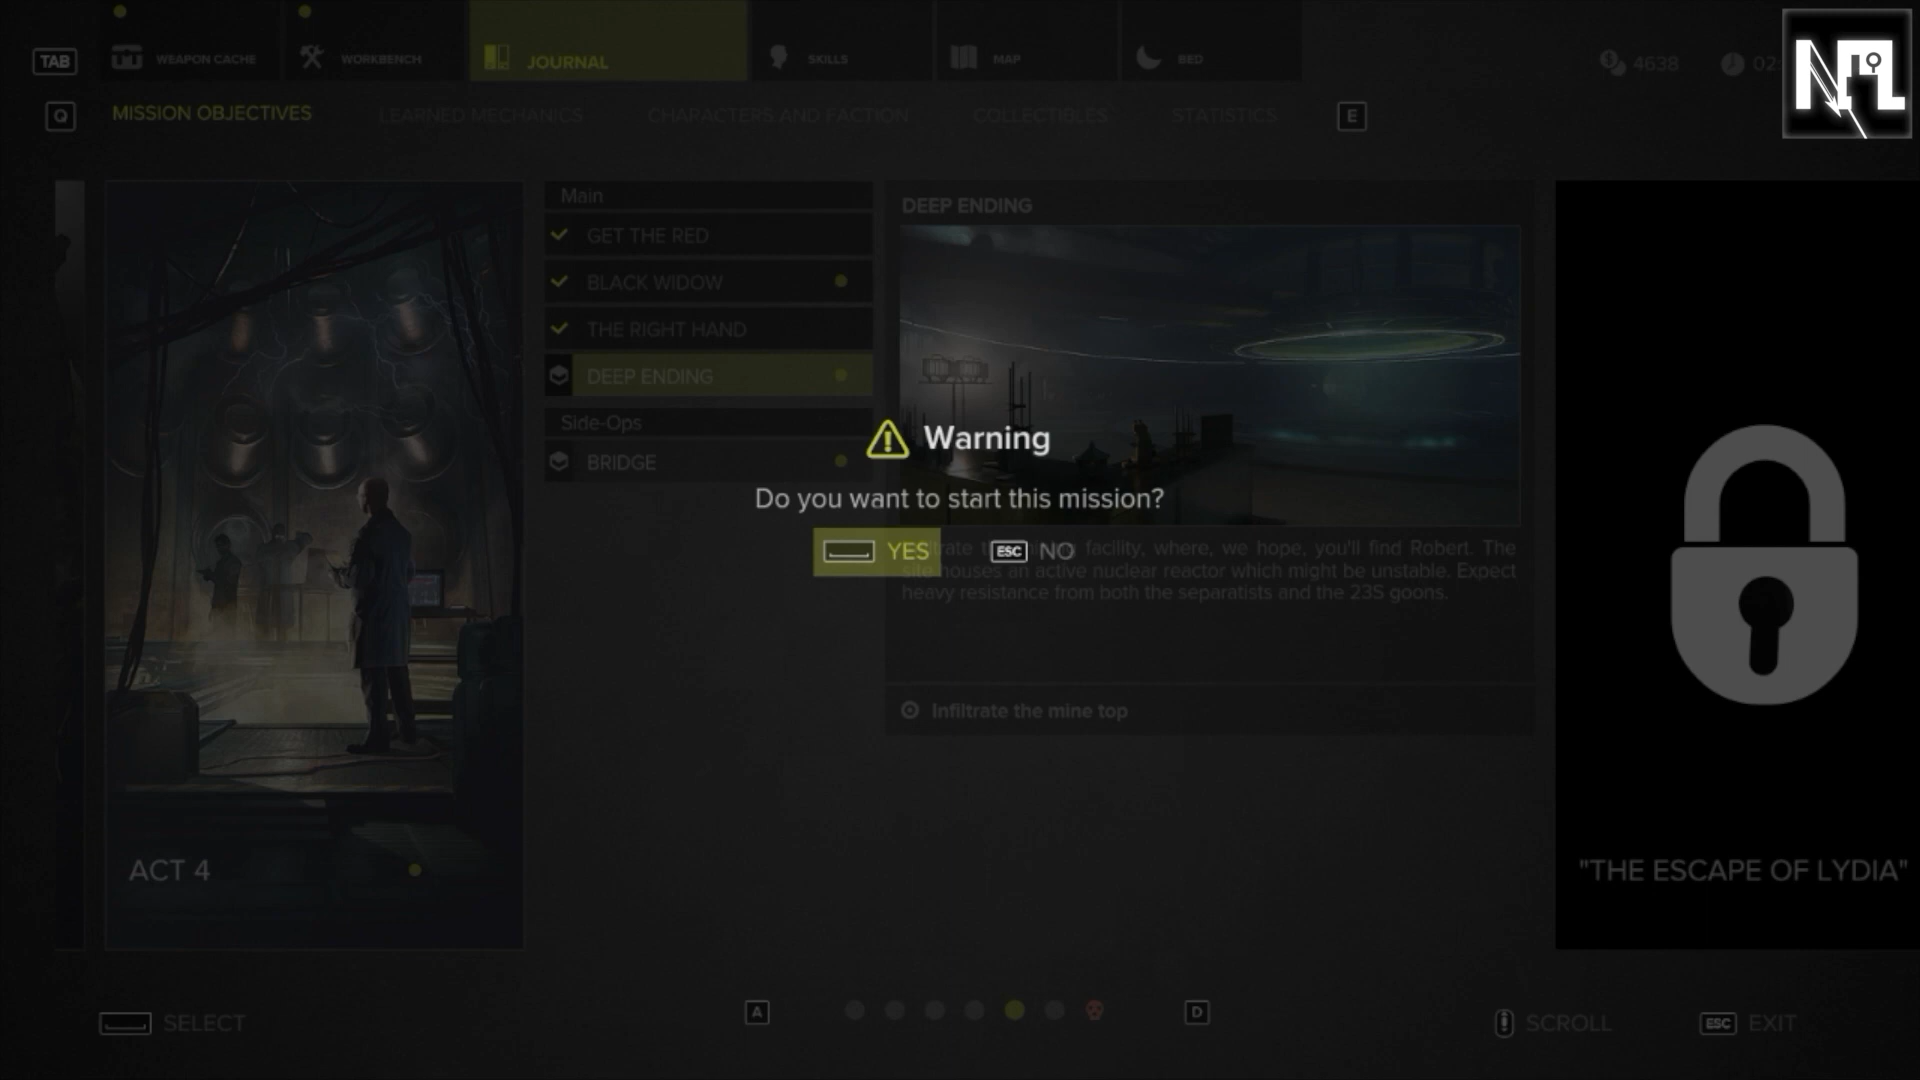 TAB
WEAPON CACHE
WORKBENCH
JOURNAL
SKILLS
MAP
BED
4638
02:
Q
MISSION OBJECTIVES
LEARNED MECHANICS
CHARACTERS AND FACTION
COLLECTIBLES
STATISTICS
E
Main
GET THE RED
BLACK WIDOW
THE RIGHT HAND
DEEP ENDING
Side-Ops
BRIDGE
DEEP ENDING
Warning
Do you want to start this mission?
YES
ESC NO
facility, where, we hope, you'll find Robert. The
site houses an active nuclear reactor which might be unstable. Expect
heavy resistance from both the separatists and the 23S goons.
Infiltrate the mine top
ACT 4
"THE ESCAPE OF LYDIA"
SELECT
A
D
SCROLL
ESC EXIT